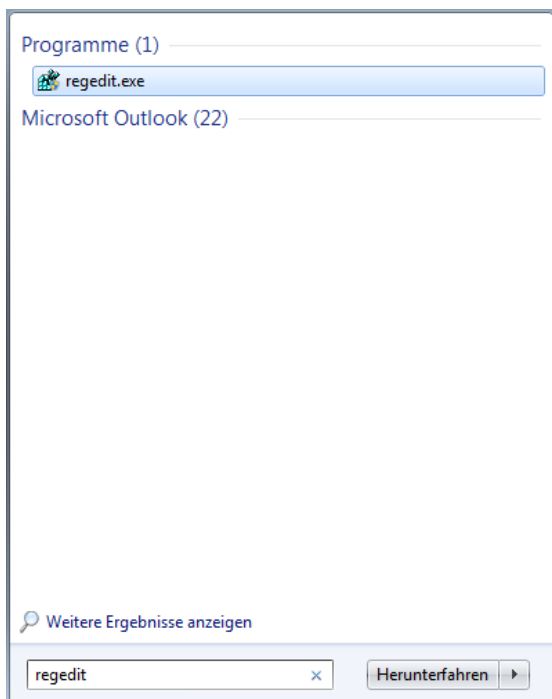 Programme (1)
regedit.exe
Microsoft Outlook (22)
Weitere Ergebnisse anzeigen
regedit
Herunterfahren